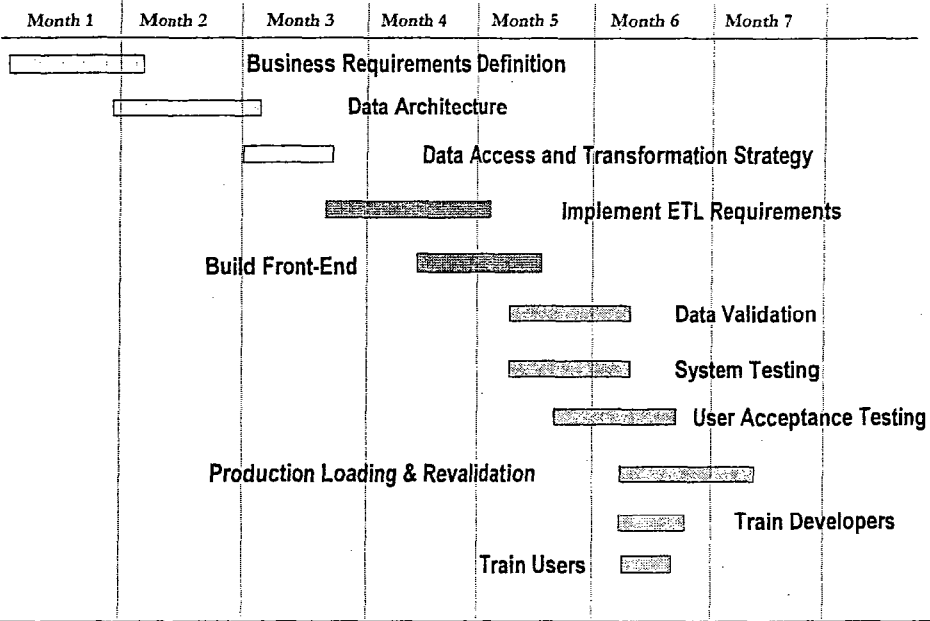 Month 1 Month 2 Month 3 Month 4 Month 5 Month 6 Month 7
Business Requirements Definition
Data Architecture
Data Access and Transformation Strategy
Implement ETL Requirements
Build Front-End
Data Validation
System Testing
User Acceptance Testing
Production Loading & Revalidation
Train Developers
Train Users